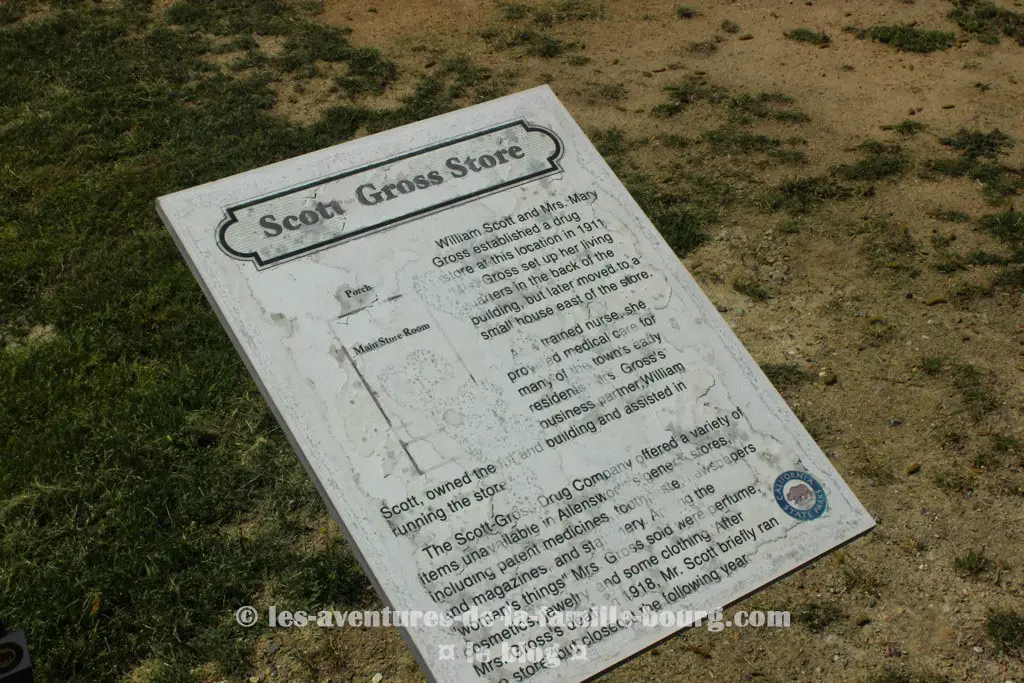 Scott Gross Store
William Scott and Mrs. Mary
Gross established a drug
store at this location in 1911.
Gross set up her living
quarters in the back of the
building, but later moved to a
small house east of the store.
Porch
Main Store Room
trained nurse, she
provided medical care for
many of the town's early
residents. Mrs. Gross's
business partner, William
Scott, owned the and building and assisted in
running the store.
The Scott-Gross Drug Company offered a variety of
items unavailable in Allensworth's general stores,
including patent medicines, toothpaste, newspapers
and magazines, and stationery. Among the
"women's things" Mrs. Gross sold were perfume,
cosmetics, jewelry and some clothing. After
Mrs. Gross's death 1918, Mr. Scott briefly ran
store, but closed the following year.
CALIFORNIA
STATE PARKS
© les-aventures-de-la-famille-bourg.com
¤ le blog ¤